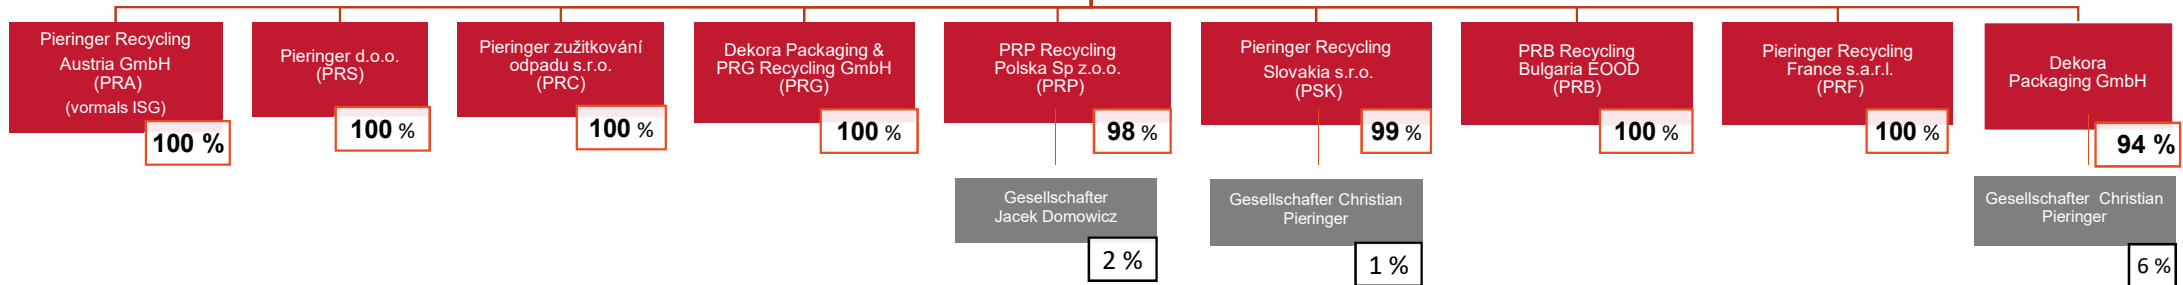 Pieringer Recycling
Austria GmbH
(PRA)
(vormals ISG)
100 %
Pieringer d.o.o.
(PRS)
100 %
Pieringer zužitkování
odpadu s.r.o.
(PRC)
100 %
Dekora Packaging &
PRG Recycling GmbH
(PRG)
100 %
PRP Recycling
Polska Sp z.o.o.
(PRP)
98 %
Gesellschafter
Jacek Domowicz
2 %
Pieringer Recycling
Slovakia s.r.o.
(PSK)
99 %
Gesellschafter Christian
Pieringer
1 %
PRB Recycling
Bulgaria EOOD
(PRB)
100 %
Pieringer Recycling
France s.a.r.l.
(PRF)
100 %
Dekora
Packaging GmbH
94 %
Gesellschafter Christian
Pieringer
6 %